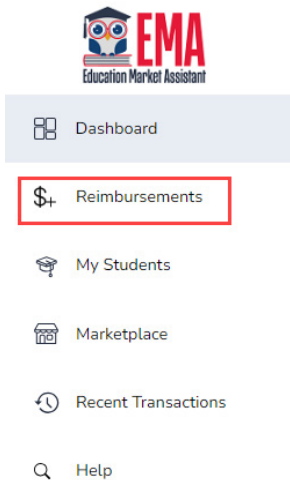 EMA
Education Market Assistant
Dashboard
$+ Reimbursements
My Students
Marketplace
Recent Transactions
Help